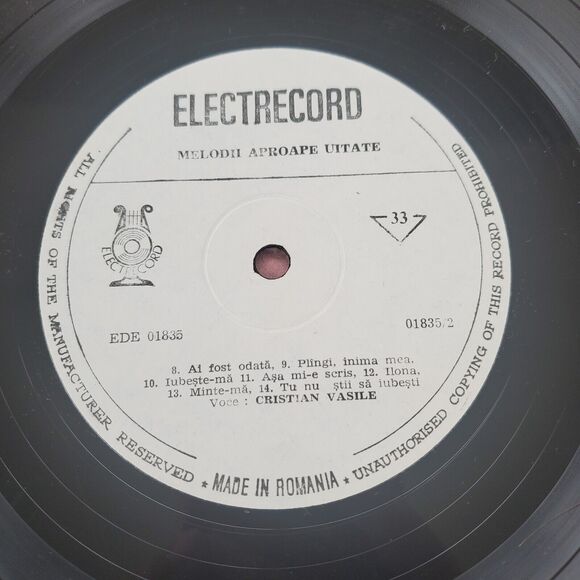 ELECTRECORD
MELODII APROAPE UITATE
ELECTRECORD
33
EDE 01835
01835/2
8. Ai fost odată, 9. Plîngi, inima mea.
10. Iubește-mă 11. Așa mi-e scris, 12. Ilona.
13. Minte-mă, 14. Tu nu știi să iubești
Voce : CRISTIAN VASILE
ALL RIGHTS OF THE MANUFACTURER RESERVED ★ MADE IN ROMANIA ★ UNAUTHORISED COPYING OF THIS RECORD PROHIBITED